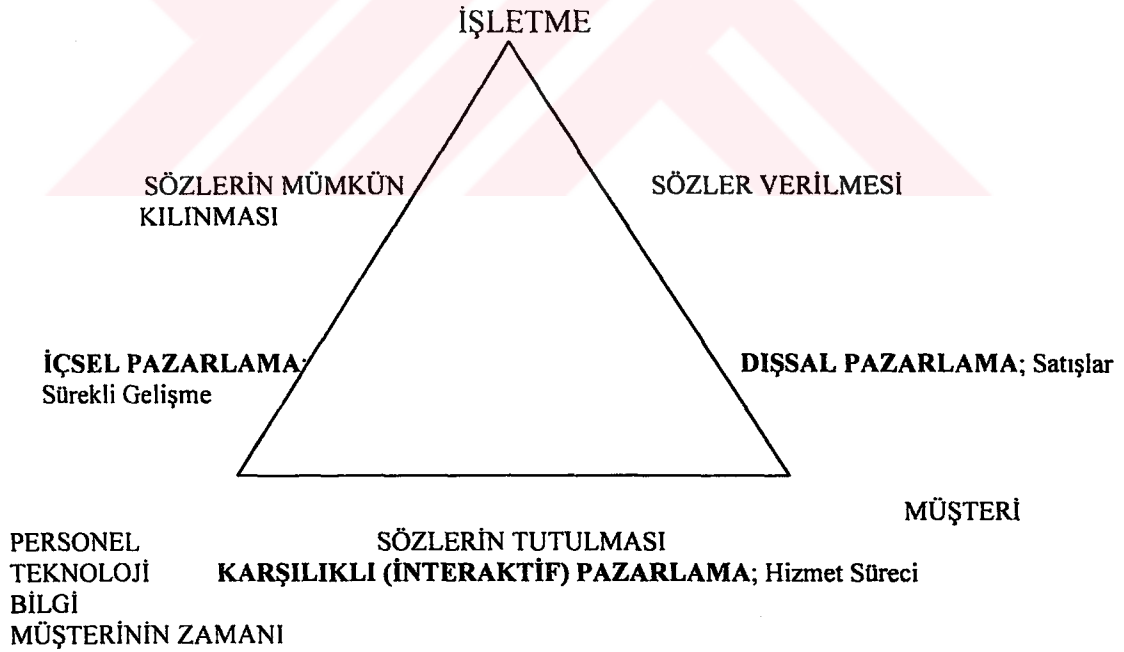 İŞLETME
SÖZLERİN MÜMKÜN
KILINMASI
SÖZLER VERİLMESİ
İÇSEL PAZARLAMA;
Sürekli Gelişme
DIŞSAL PAZARLAMA; Satışlar
MÜŞTERİ
PERSONEL
TEKNOLOJİ
BİLGİ
MÜŞTERİNİN ZAMANI
SÖZLERİN TUTULMASI
KARŞILIKLI (İNTERAKTİF) PAZARLAMA; Hizmet Süreci